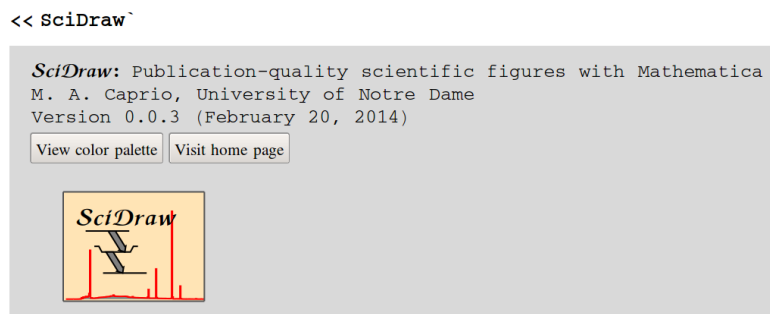 << SciDraw`
SciDraw: Publication-quality scientific figures with Mathematica
M. A. Caprio, University of Notre Dame
Version 0.0.3 (February 20, 2014)
View color palette Visit home page
SciDraw